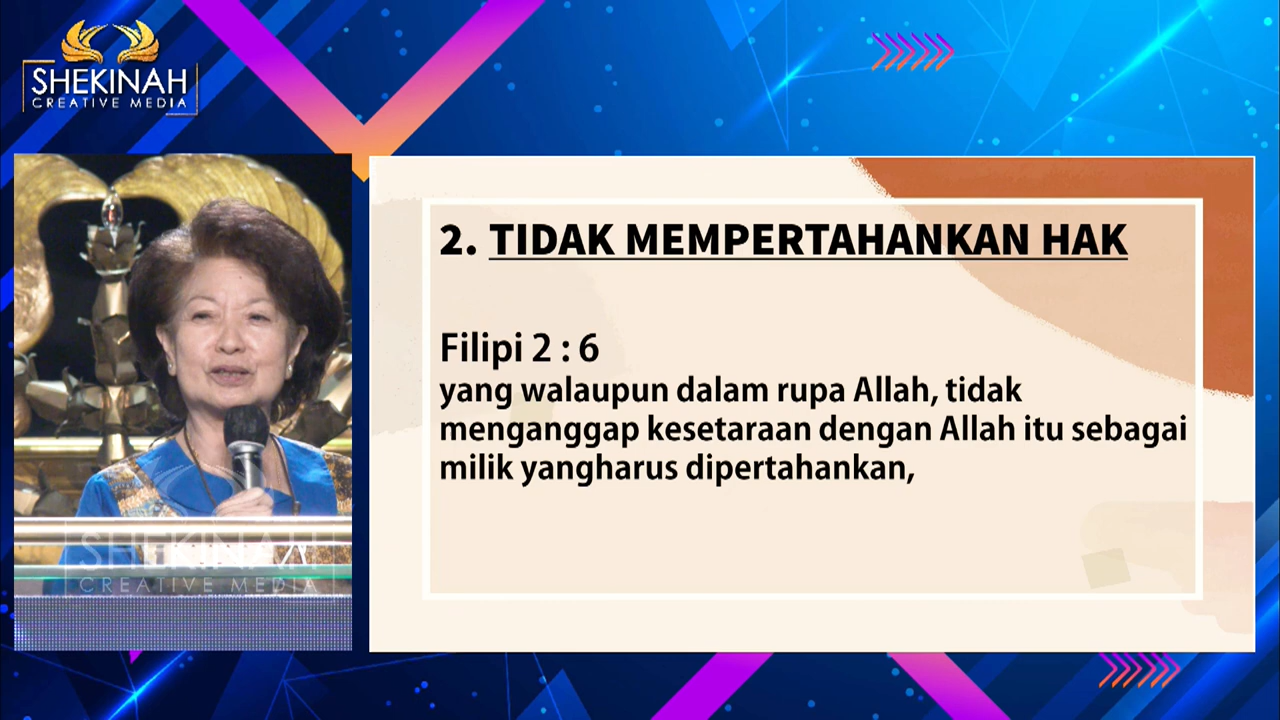 SHEKINAH
CREATIVE MEDIA
2. TIDAK MEMPERTAHANKAN HAK
Filipi 2 : 6
yang walaupun dalam rupa Allah, tidak
menganggap kesetaraan dengan Allah itu sebagai
milik yangharus dipertahankan,
SHEKINAH
CREATIVE MEDIA